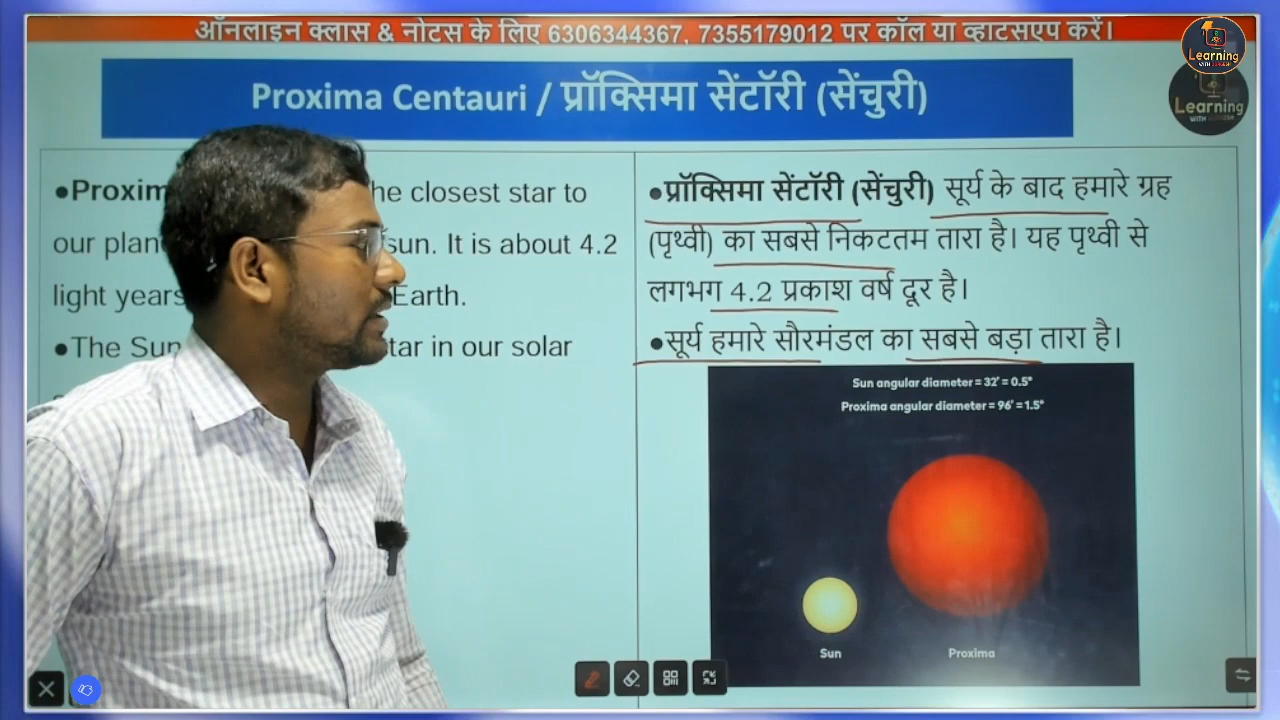 ऑनलाइन क्लास & नोटस के लिए 6306344367, 7355179012 पर कॉल या व्हाटसएप करें।
Learning
Learning
Proxima Centauri / प्रॉक्सिमा सेंटॉरी (सेंचुरी)
●Proxim he closest star to
our plan sun. It is about 4.2
light years Earth.
●The Sun tar in our solar
●प्रॉक्सिमा सेंटॉरी (सेंचुरी) सूर्य के बाद हमारे ग्रह
(पृथ्वी) का सबसे निकटतम तारा है। यह पृथ्वी से
लगभग 4.2 प्रकाश वर्ष दूर है।
●सूर्य हमारे सौरमंडल का सबसे बड़ा तारा है।
Sun angular diameter = 32' = 0.5°
Proxima angular diameter = 96' = 1.5°
Sun
Proxima